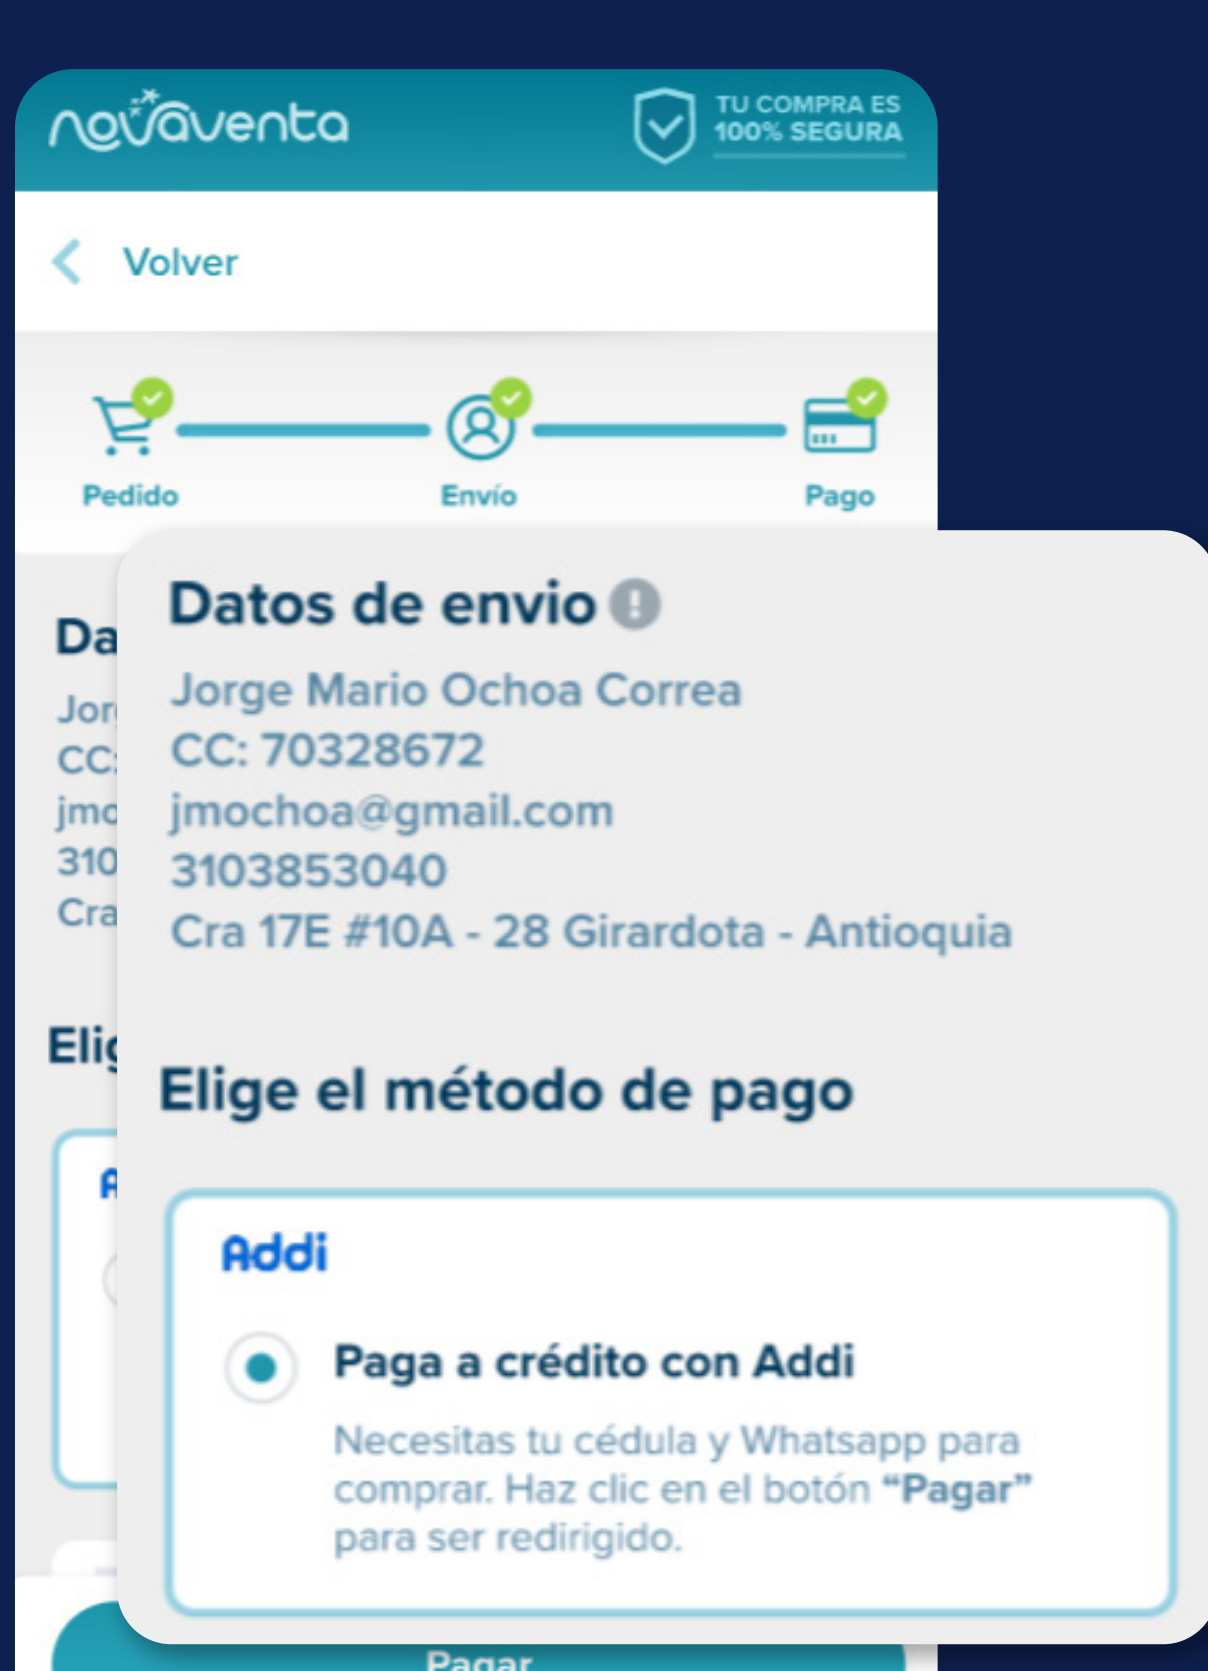 novaventa
TU COMPRA ES
100% SEGURA
Volver
Pedido
Envío
Pago
Datos de envio
Jorge Mario Ochoa Correa
CC: 70328672
jmochoa@gmail.com
3103853040
Cra 17E #10A - 28 Girardota - Antioquia
Elige el método de pago
Addi
Paga a crédito con Addi
Necesitas tu cédula y Whatsapp para
comprar. Haz clic en el botón “Pagar”
para ser redirigido.
Pagar